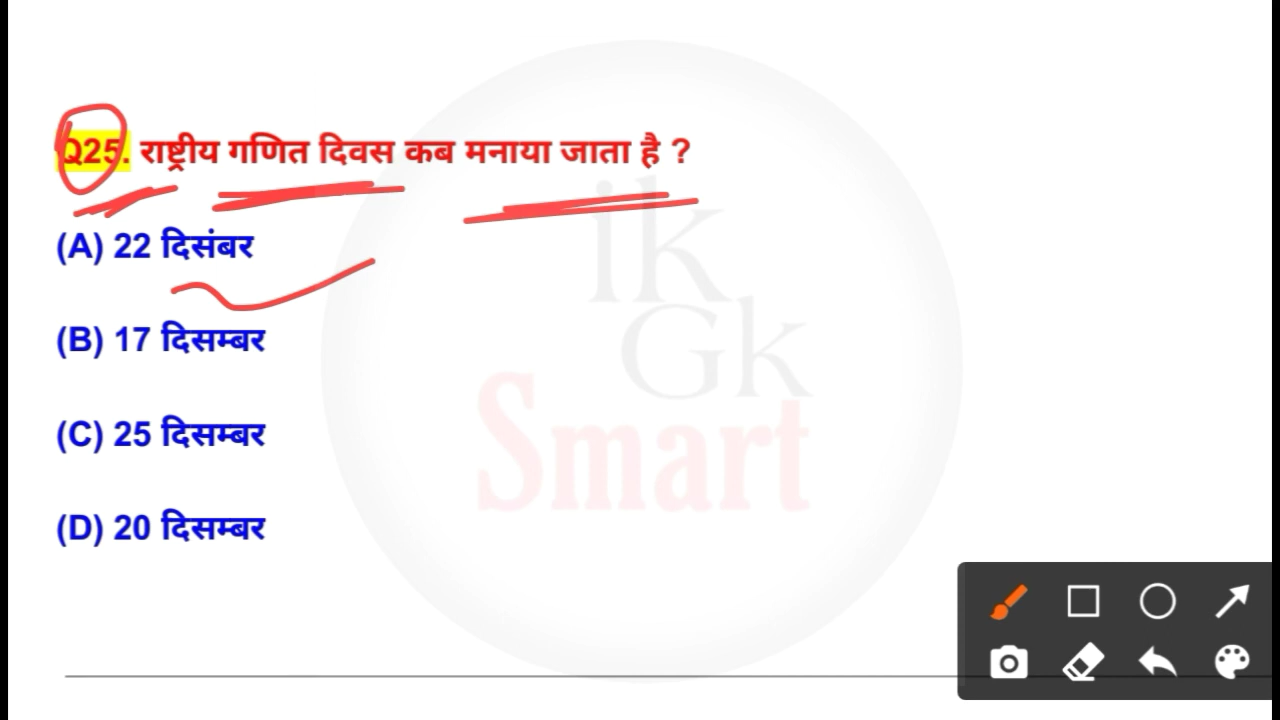 Q25. राष्ट्रीय गणित दिवस कब मनाया जाता है ?
(A) 22 दिसंबर
(B) 17 दिसम्बर
(C) 25 दिसम्बर
(D) 20 दिसम्बर
ik
Gk
Smart